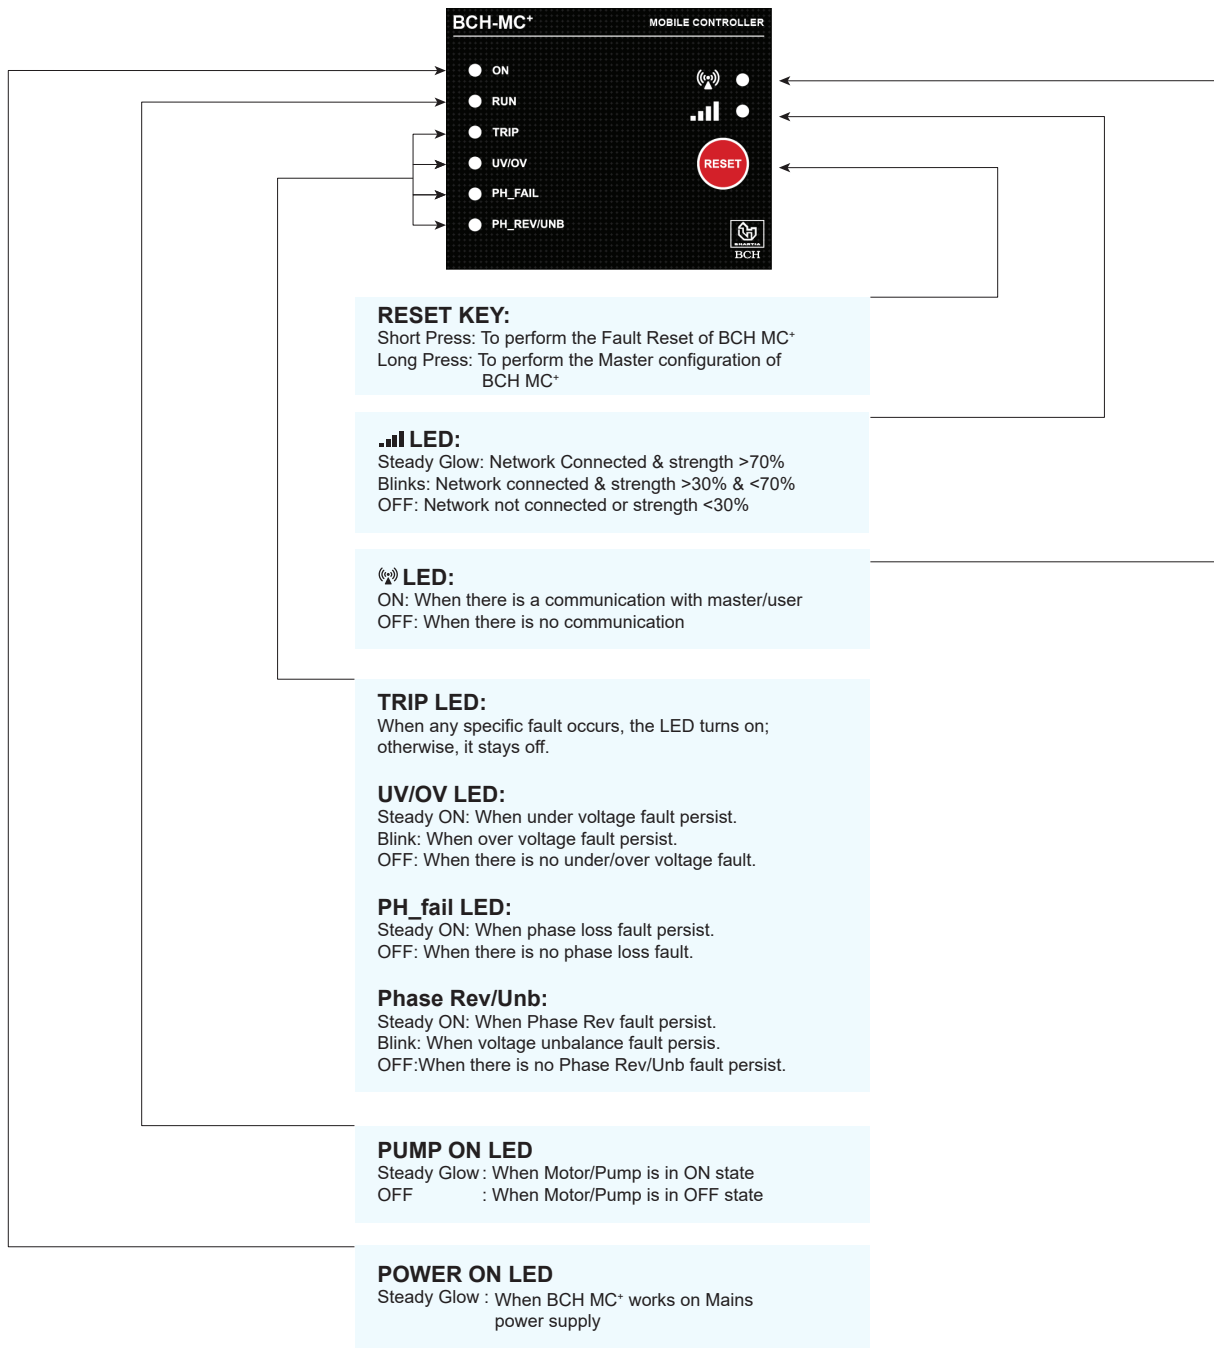 BCH-MC+ MOBILE CONTROLLER
ON
RUN
TRIP
UV/OV
RESET
PH_FAIL
PH_REV/UNB
BHARTIA
BCH
RESET KEY:
Short Press: To perform the Fault Reset of BCH MC+
Long Press: To perform the Master configuration of
BCH MC+
LED:
Steady Glow: Network Connected & strength >70%
Blinks: Network connected & strength >30% & <70%
OFF: Network not connected or strength <30%
LED:
ON: When there is a communication with master/user
OFF: When there is no communication
TRIP LED:
When any specific fault occurs, the LED turns on;
otherwise, it stays off.
UV/OV LED:
Steady ON: When under voltage fault persist.
Blink: When over voltage fault persist.
OFF: When there is no under/over voltage fault.
PH_fail LED:
Steady ON: When phase loss fault persist.
OFF: When there is no phase loss fault.
Phase Rev/Unb:
Steady ON: When Phase Rev fault persist.
Blink: When voltage unbalance fault persis.
OFF:When there is no Phase Rev/Unb fault persist.
PUMP ON LED
Steady Glow : When Motor/Pump is in ON state
OFF : When Motor/Pump is in OFF state
POWER ON LED
Steady Glow : When BCH MC+ works on Mains
power supply